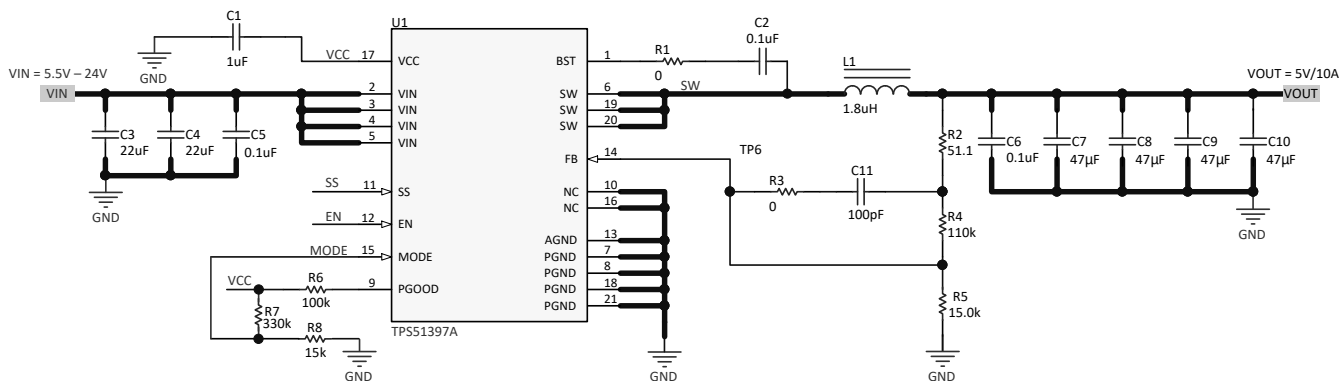 C1
1uF
GND
VIN = 5.5V – 24V
VIN
C3
22uF
C4
22uF
C5
0.1uF
GND
VCC 17
2
3
4
5
SS 11
EN 12
MODE 15
9
VCC
R6
100k
R7
330k
R8
15k
GND
U1
VCC
VIN
VIN
VIN
VIN
SS
EN
MODE
PGOOD
BST
SW
SW
SW
FB
NC
NC
AGND
PGND
PGND
PGND
PGND
TPS51397A
1
6
19
20
14
10
16
13
7
8
18
21
GND
R1
0
C2
0.1uF
SW
L1
1.8uH
TP6
R3
0
C11
100pF
R2
51.1
R4
110k
R5
15.0k
GND
VOUT = 5V/10A
VOUT
C6
0.1uF
C7
47μF
C8
47μF
C9
47μF
C10
47μF
GND